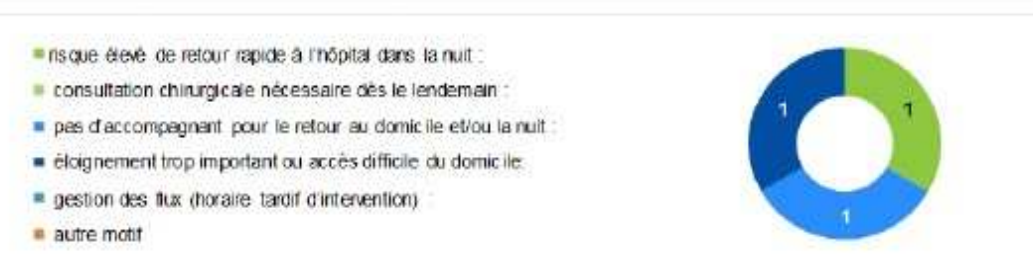 risque élevé de retour rapide à l'hôpital dans la nuit :
consultation chirurgicale nécessaire dès le lendemain :
pas d'accompagnant pour le retour au domicile et/ou la nuit :
éloignement trop important ou accès difficile du domicile:
gestion des flux (horaire tardif d'intervention) :
autre motif
1
1
1